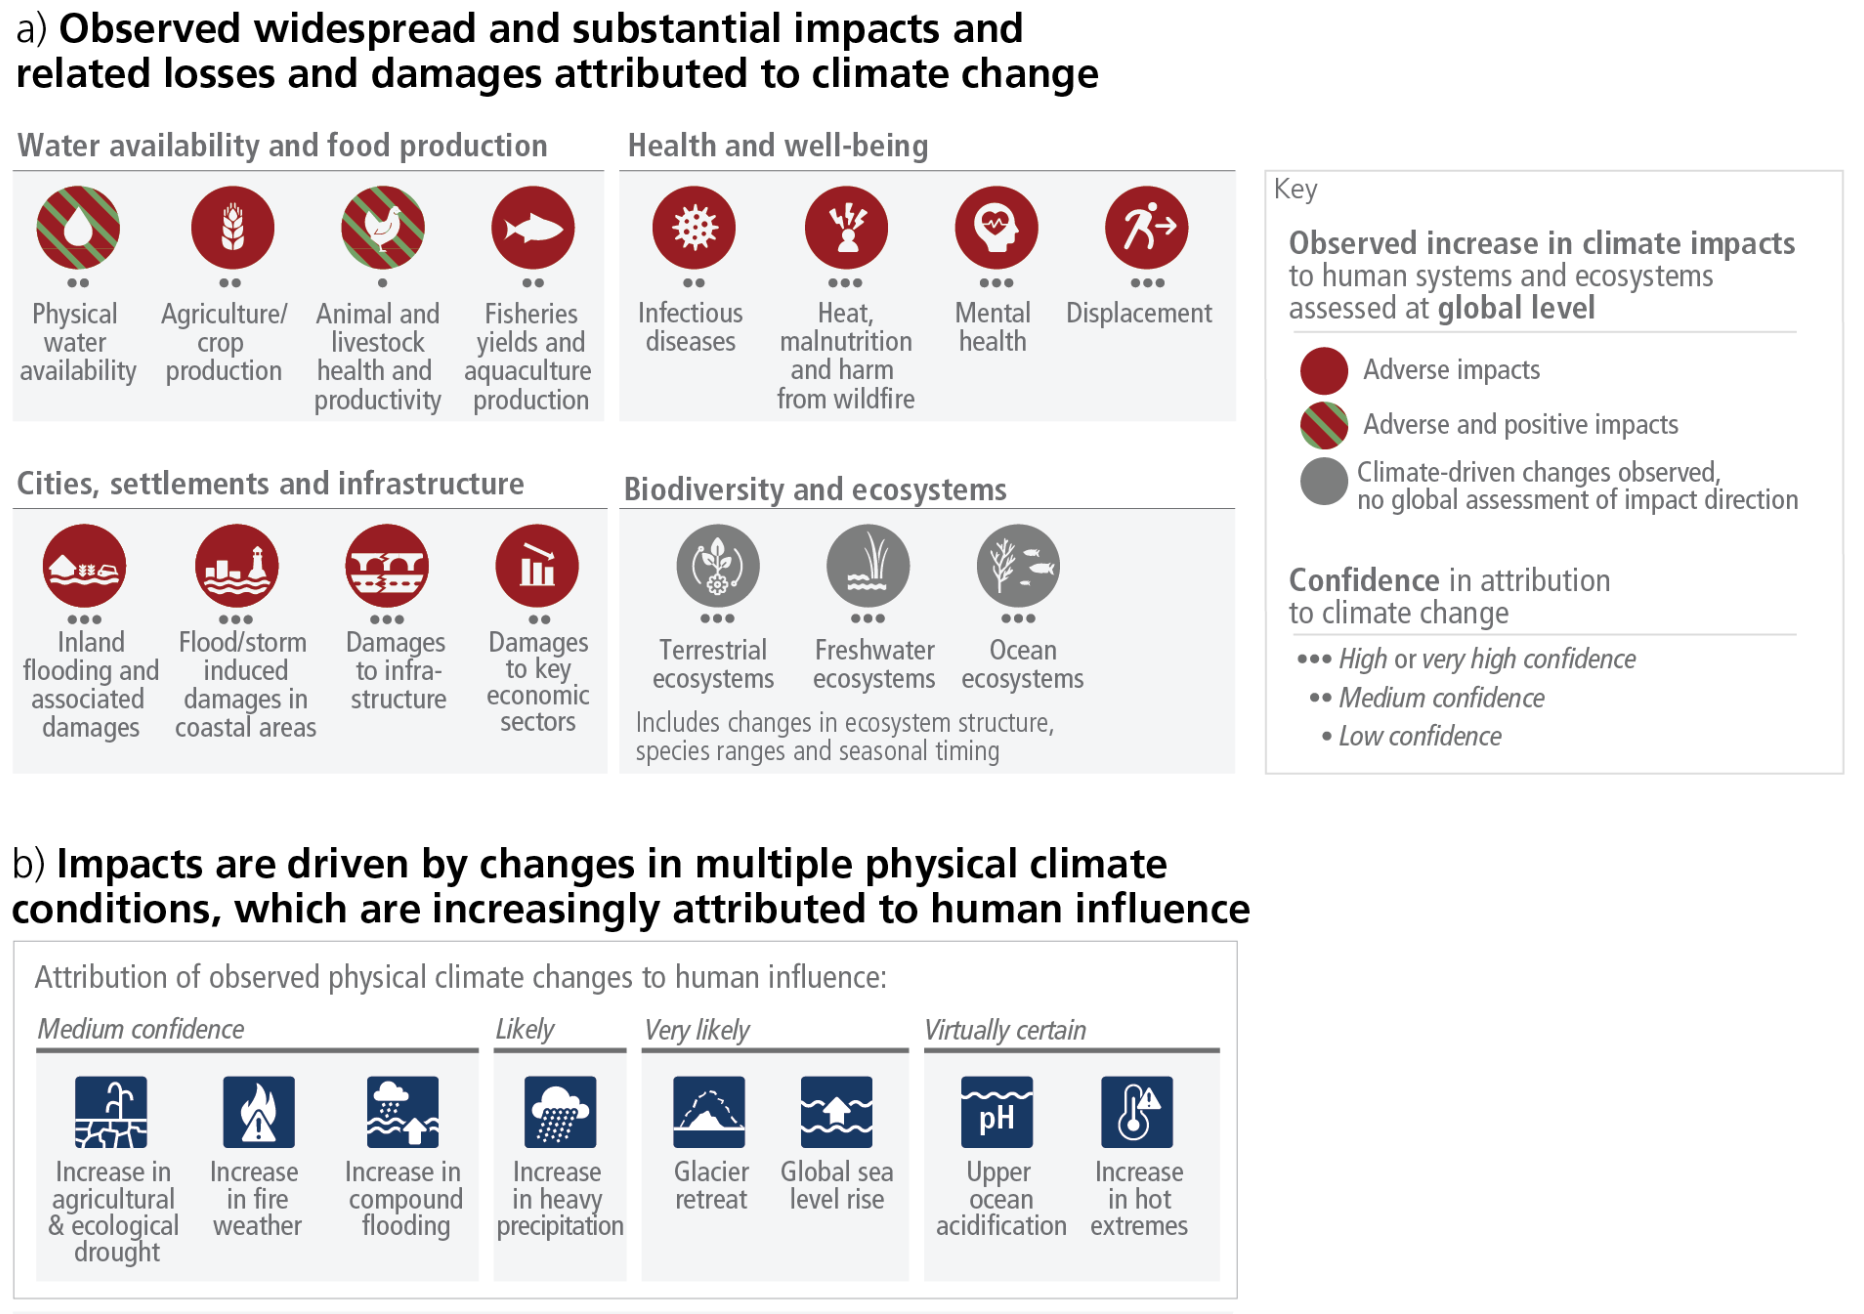 a) Observed widespread and substantial impacts and
related losses and damages attributed to climate change
Water availability and food production
Physical
water
availability
Agriculture/
crop
production
Animal and
livestock
health and
productivity
Fisheries
yields and
aquaculture
production
Health and well-being
Infectious
diseases
Heat,
malnutrition
and harm
from wildfire
Mental
health
Displacement
Cities, settlements and infrastructure
Inland
flooding and
associated
damages
Flood/storm
induced
damages in
coastal areas
Damages
to infra-
structure
Damages
to key
economic
sectors
Biodiversity and ecosystems
Terrestrial
ecosystems
Freshwater
ecosystems
Ocean
ecosystems
Includes changes in ecosystem structure,
species ranges and seasonal timing
Key
Observed increase in climate impacts
to human systems and ecosystems
assessed at global level
Adverse impacts
Adverse and positive impacts
Climate-driven changes observed,
no global assessment of impact direction
Confidence in attribution
to climate change
••• High or very high confidence
•• Medium confidence
• Low confidence
b) Impacts are driven by changes in multiple physical climate
conditions, which are increasingly attributed to human influence
Attribution of observed physical climate changes to human influence:
Medium confidence
Increase in
agricultural
& ecological
drought
Increase
in fire
weather
Increase in
compound
flooding
Likely
Increase
in heavy
precipitation
Very likely
Glacier
retreat
Global sea
level rise
Virtually certain
pH
Upper
ocean
acidification
Increase
in hot
extremes